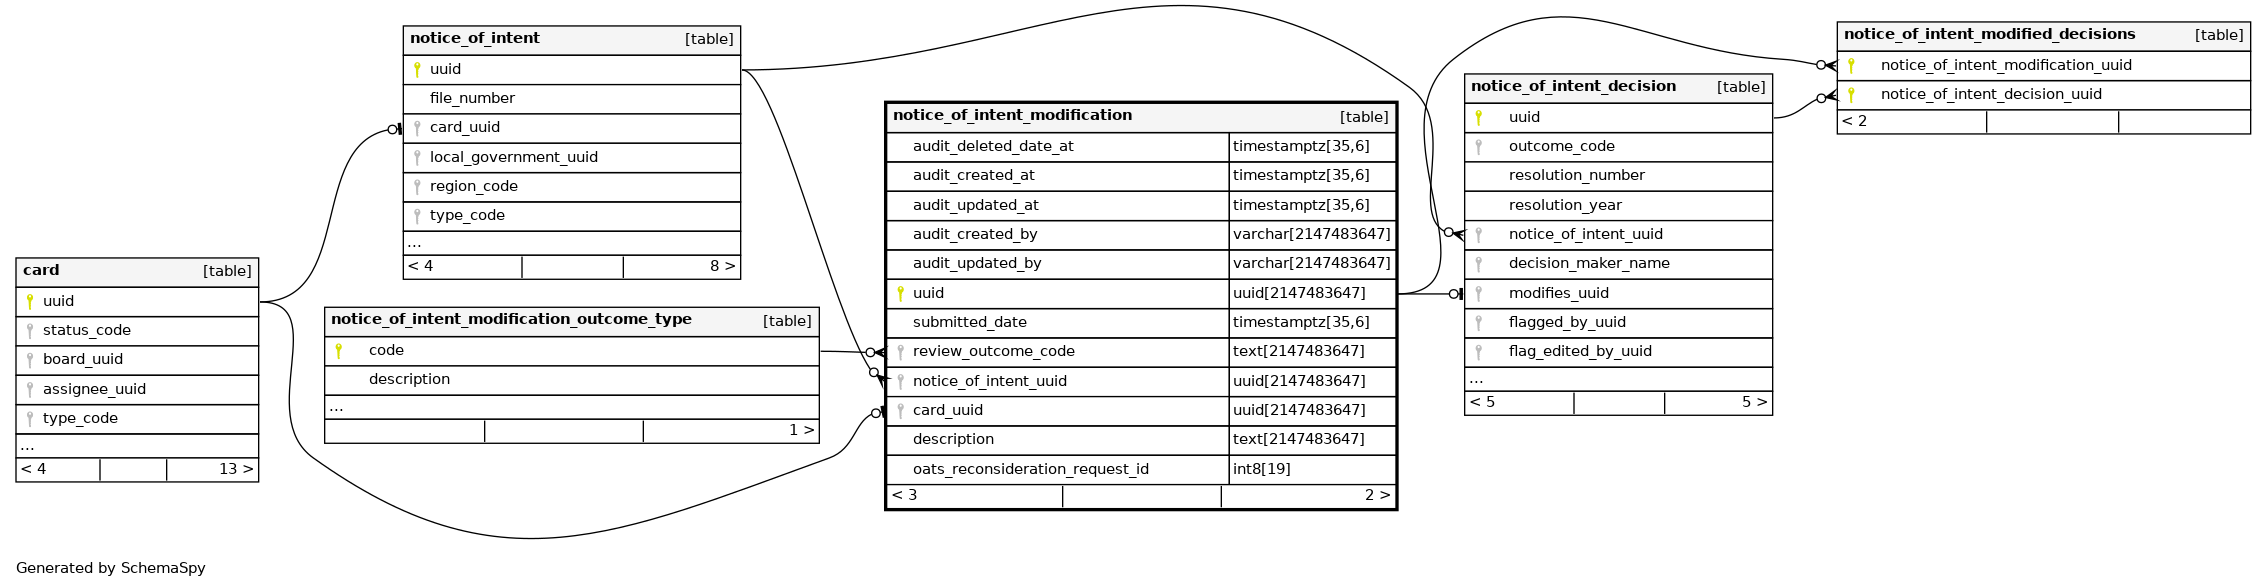 notice_of_intent [table]
uuid
file_number
card_uuid
local_government_uuid
region_code
type_code
...
< 4 8 >
card [table]
uuid
status_code
board_uuid
assignee_uuid
type_code
...
< 4 13 >
notice_of_intent_modification_outcome_type [table]
code
description
...
1 >
notice_of_intent_modification [table]
audit_deleted_date_at timestamptz[35,6]
audit_created_at timestamptz[35,6]
audit_updated_at timestamptz[35,6]
audit_created_by varchar[2147483647]
audit_updated_by varchar[2147483647]
uuid uuid[2147483647]
submitted_date timestamptz[35,6]
review_outcome_code text[2147483647]
notice_of_intent_uuid uuid[2147483647]
card_uuid uuid[2147483647]
description text[2147483647]
oats_reconsideration_request_id int8[19]
< 3 2 >
notice_of_intent_decision [table]
uuid
outcome_code
resolution_number
resolution_year
notice_of_intent_uuid
decision_maker_name
modifies_uuid
flagged_by_uuid
flag_edited_by_uuid
...
< 5 5 >
notice_of_intent_modified_decisions [table]
notice_of_intent_modification_uuid
notice_of_intent_decision_uuid
< 2
Generated by SchemaSpy